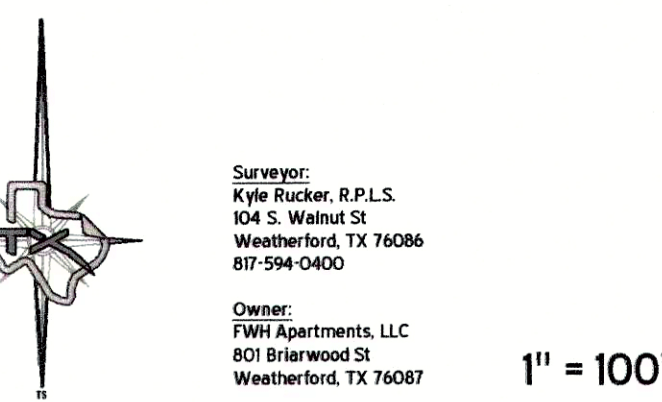 TX
Surveyor:
Kyle Rucker, R.P.L.S.
104 S. Walnut St
Weatherford, TX 76086
817-594-0400
Owner:
FWH Apartments, LLC
801 Briarwood St
Weatherford, TX 76087
1" = 100'
TS